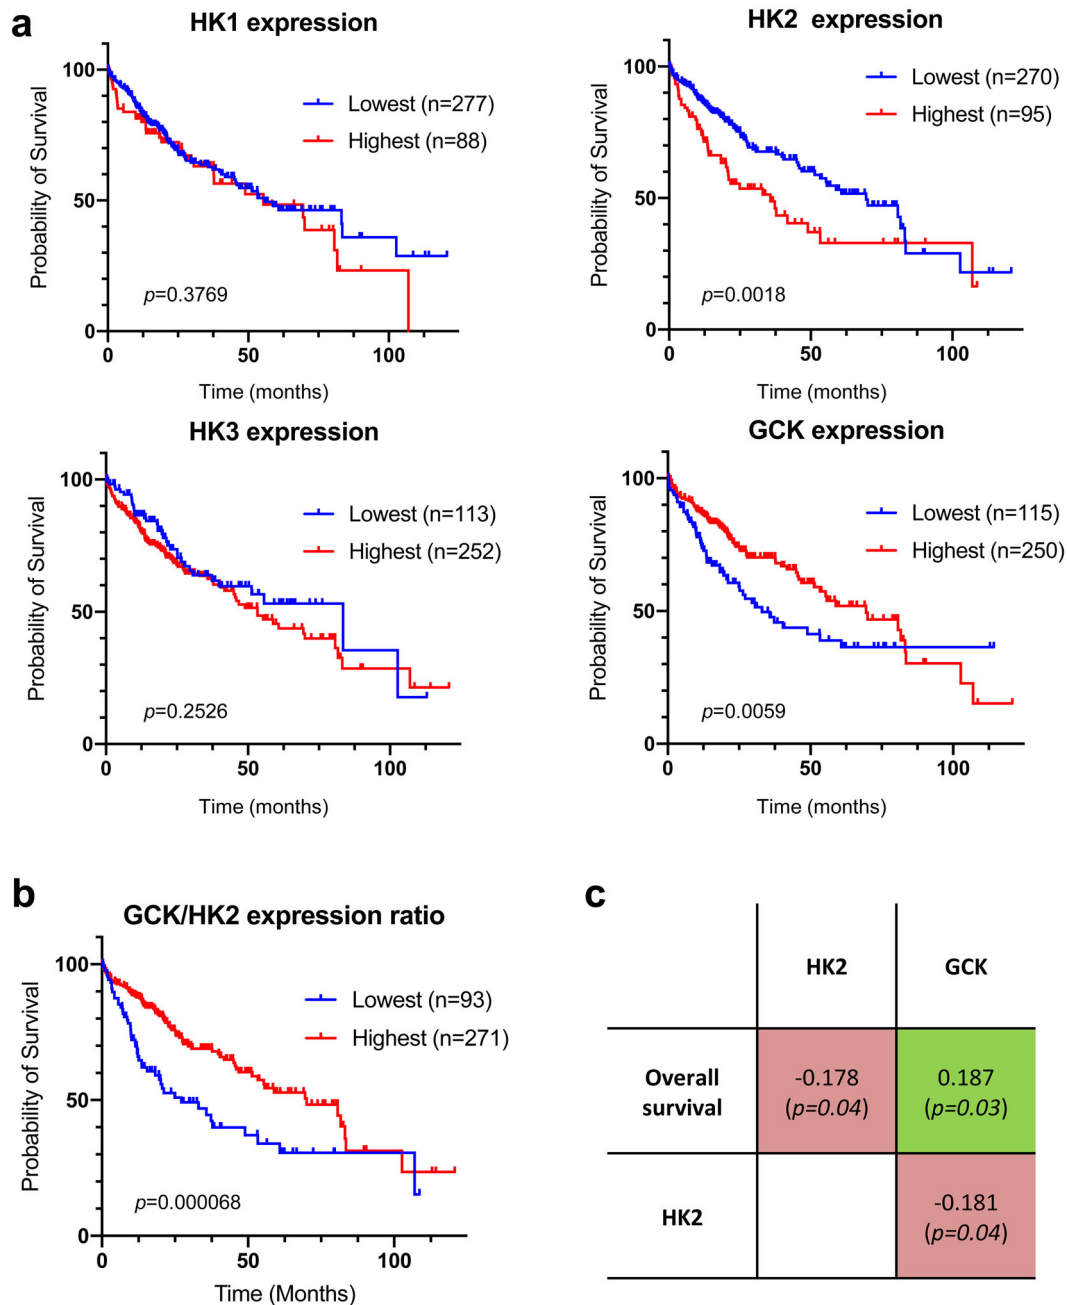 a
HK1 expression
Probability of Survival
100
50
0
Lowest (n=277)
Highest (n=88)
p=0.3769
0 50 100
Time (months)
HK2 expression
Probability of Survival
100
50
0
Lowest (n=270)
Highest (n=95)
p=0.0018
0 50 100
Time (months)
HK3 expression
Probability of Survival
100
50
0
Lowest (n=113)
Highest (n=252)
p=0.2526
0 50 100
Time (months)
GCK expression
Probability of Survival
100
50
0
Lowest (n=115)
Highest (n=250)
p=0.0059
0 50 100
Time (months)
b
GCK/HK2 expression ratio
Probability of Survival
100
50
0
Lowest (n=93)
Highest (n=271)
p=0.000068
0 50 100
Time (Months)
c
HK2 GCK
Overall
survival
-0.178
(p=0.04)
0.187
(p=0.03)
HK2
-0.181
(p=0.04)